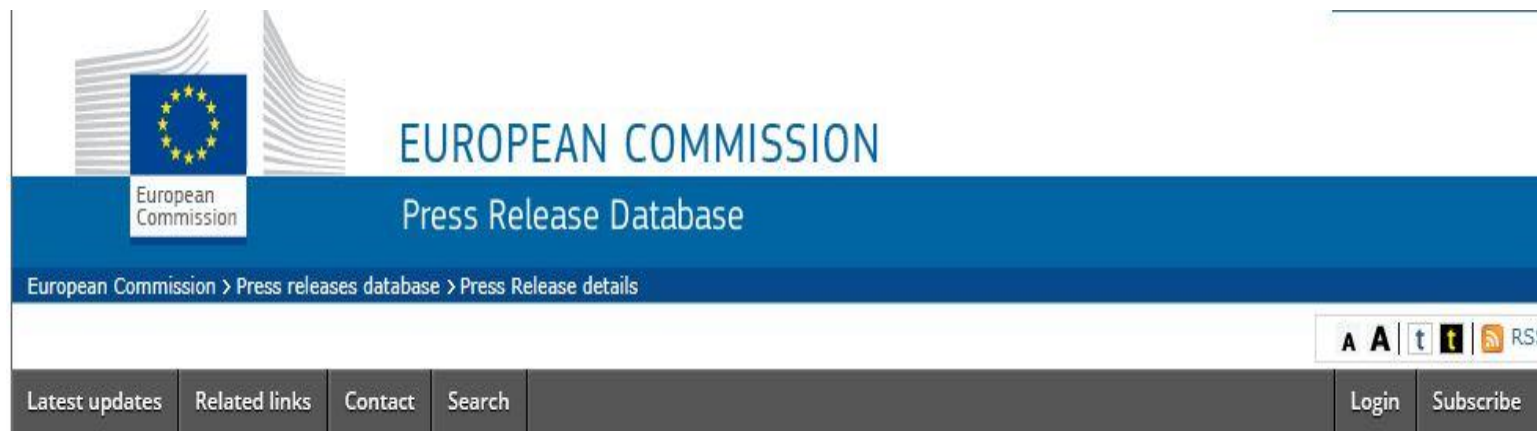 EUROPEAN COMMISSION
European
Commission
Press Release Database
European Commission > Press releases database > Press Release details
A A t t RSS
Latest updates Related links Contact Search Login Subscribe